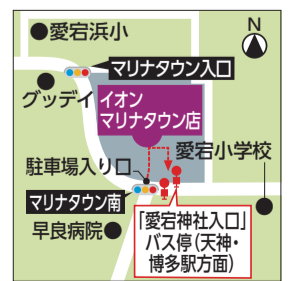 N
愛宕浜小
マリナタウン入口
グッデイ
イオン
マリナタウン店
愛宕小学校
駐車場入り口
マリナタウン南
早良病院
「愛宕神社入口」
バス停（天神・
博多駅方面）